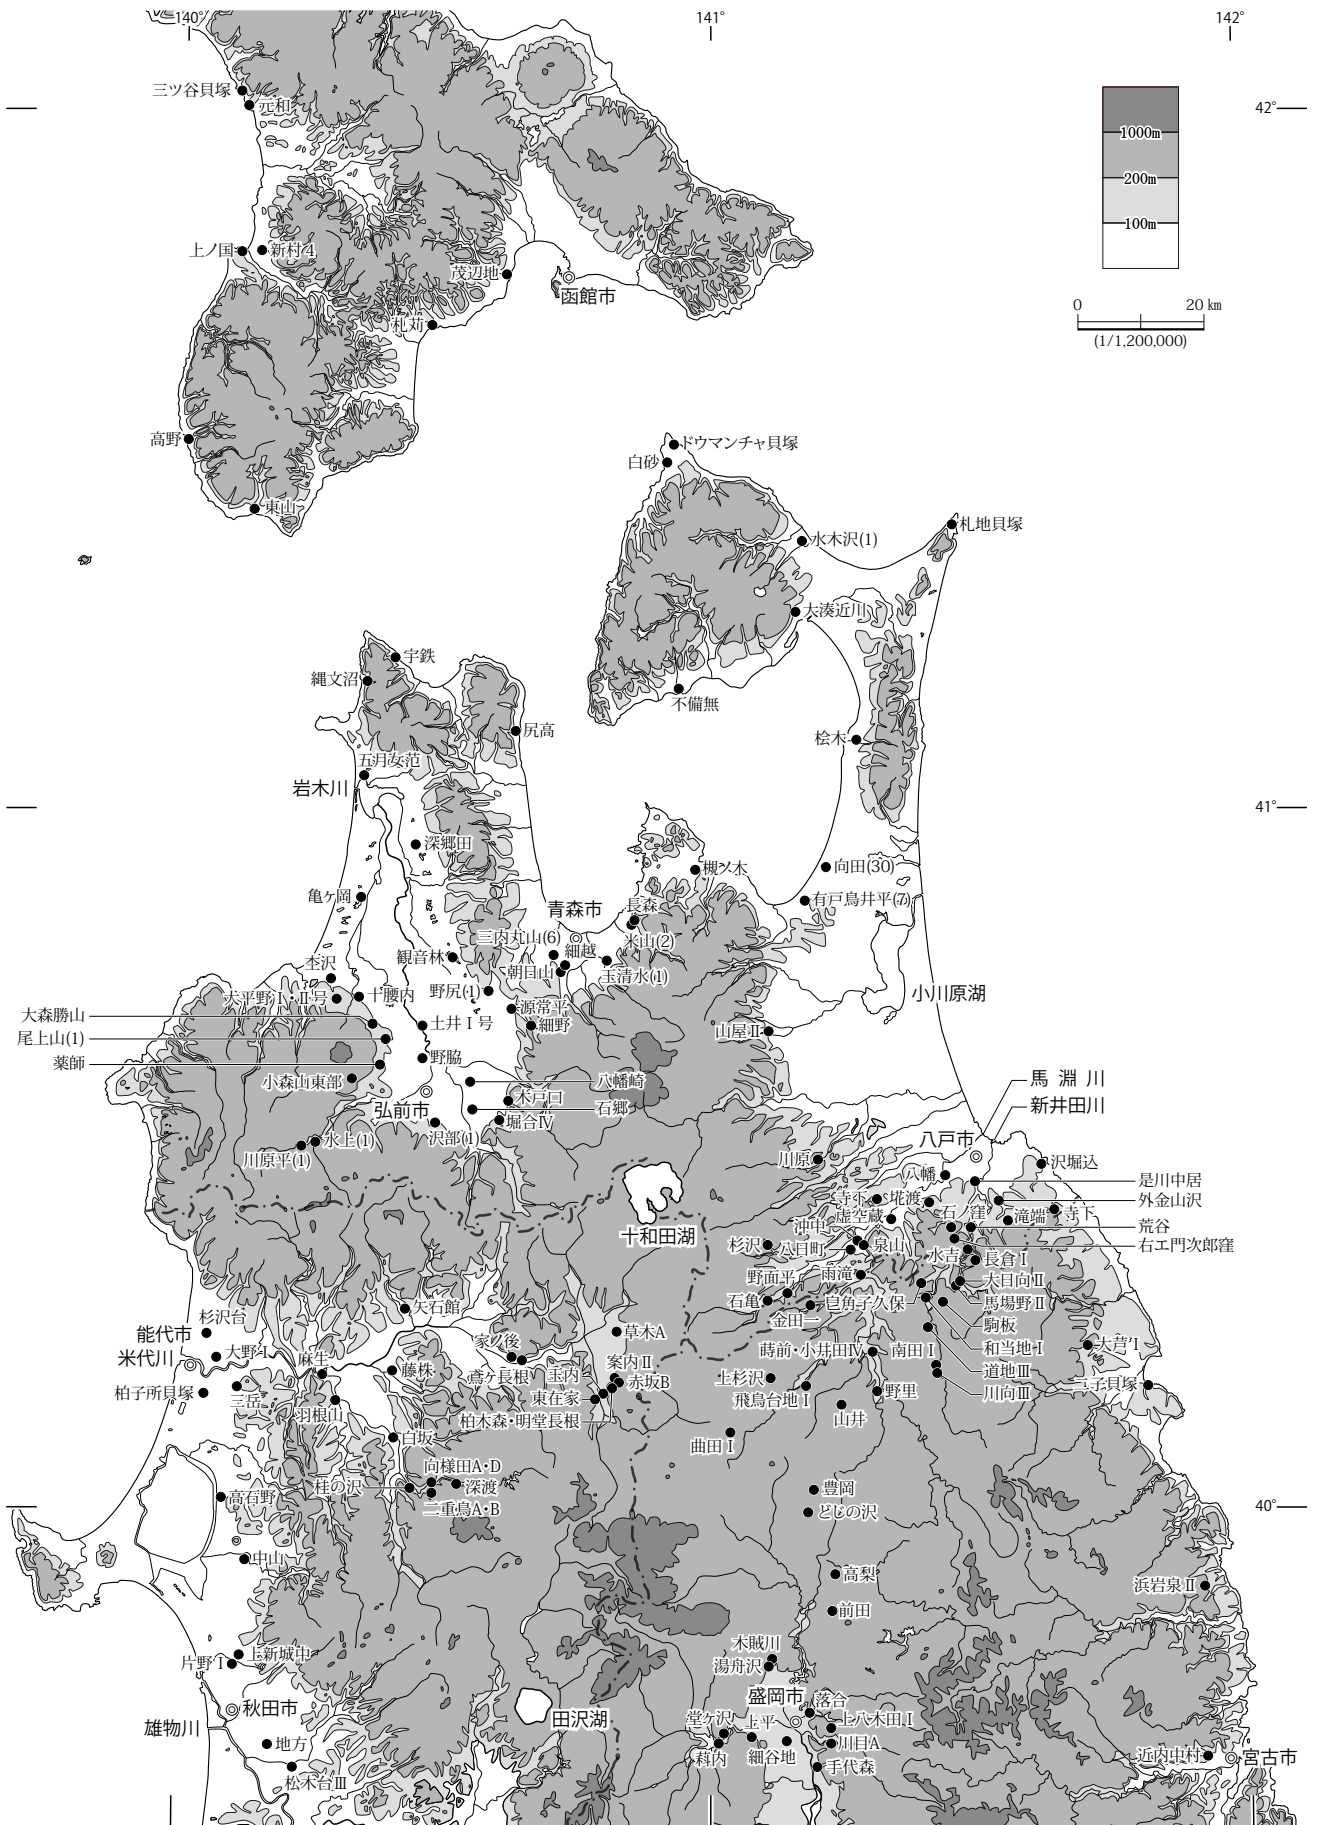 140°
141°
142°
三ツ谷貝塚
元和
42°
1000m
200m
100m
0 20 km
(1/1,200,000)
上ノ国
新村4
茂辺地
函館市
札苅
高野
東山
ドウマンチャ貝塚
白砂
札地貝塚
水木沢(1)
大湊近川
宇鉄
縄文沼
不備無
尻高
桧木
五月女萢
岩木川
41°
深郷田
槻ノ木
向田(30)
亀ヶ岡
有戸鳥井平(7)
青森市
長森
三内丸山(6)
米山(2)
細越
観音林
朝日山
玉清水(1)
杢沢
野尻(1)
大平野Ⅰ・Ⅱ号
十腰内
小川原湖
大森勝山
源常平
尾上山(1)
土井Ⅰ号
細野
山屋Ⅱ
薬師
野脇
小森山東部
八幡崎
木戸口
弘前市
石郷
堀合Ⅳ
沢部(1)
水上(1)
川原平(1)
馬淵川
新井田川
八戸市
川原
沢堀込
八幡
是川中居
寺下
埖渡
外金山沢
石ノ窪
滝端
寺下
虚空蔵
荒谷
沖中
右エ門次郎窪
十和田湖
杉沢
八日町
泉山
水吉
長倉Ⅰ
野面平
雨滝
大日向Ⅱ
石亀
皀角子久保
馬場野Ⅱ
矢石館
金田一
駒板
杉沢台
能代市
草木A
和当地Ⅰ
大芦Ⅰ
米代川
大野Ⅰ
麻生
家ノ後
蒔前・小井田Ⅳ
南田Ⅰ
道地Ⅲ
藤株
鳶ヶ長根
玉内
案内Ⅱ
赤坂B
上杉沢
川向Ⅲ
二子貝塚
柏子所貝塚
三岳
東在家
飛鳥台地Ⅰ
野里
羽根山
柏木森・明堂長根
山井
白坂
曲田Ⅰ
向様田A・D
桂の沢
深渡
高石野
二重鳥A・B
豊岡
どじの沢
40°
中山
高梨
浜岩泉Ⅱ
前田
木賊川
上新城中
片野Ⅰ
湯舟沢
盛岡市
落合
秋田市
田沢湖
雄物川
堂ヶ沢
上平
上八木田Ⅰ
地方
川目A
萪内
細谷地
近内中村
宮古市
手代森
松木台Ⅲ